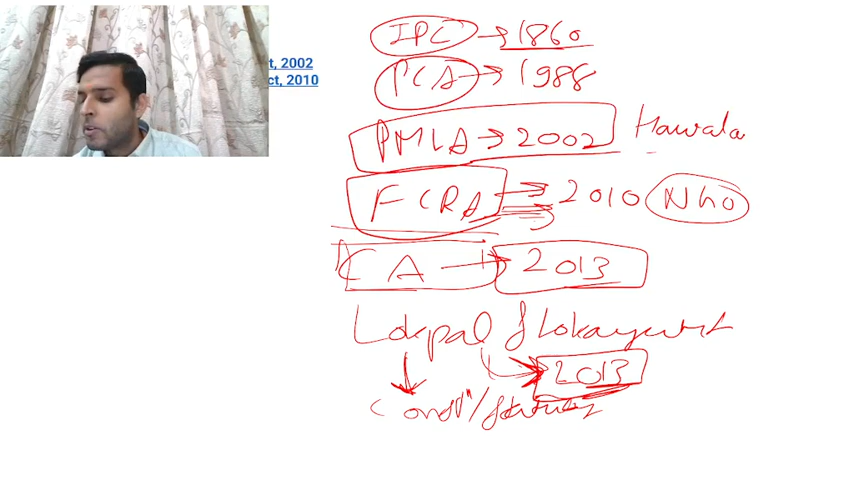 IPC → 1860
t, 2002
PCA → 1988
ct, 2010
PMLA → 2002 Hawala
FCRA → 2010 NGO
CA → 2013
Lokpal & Lokayukt
2013